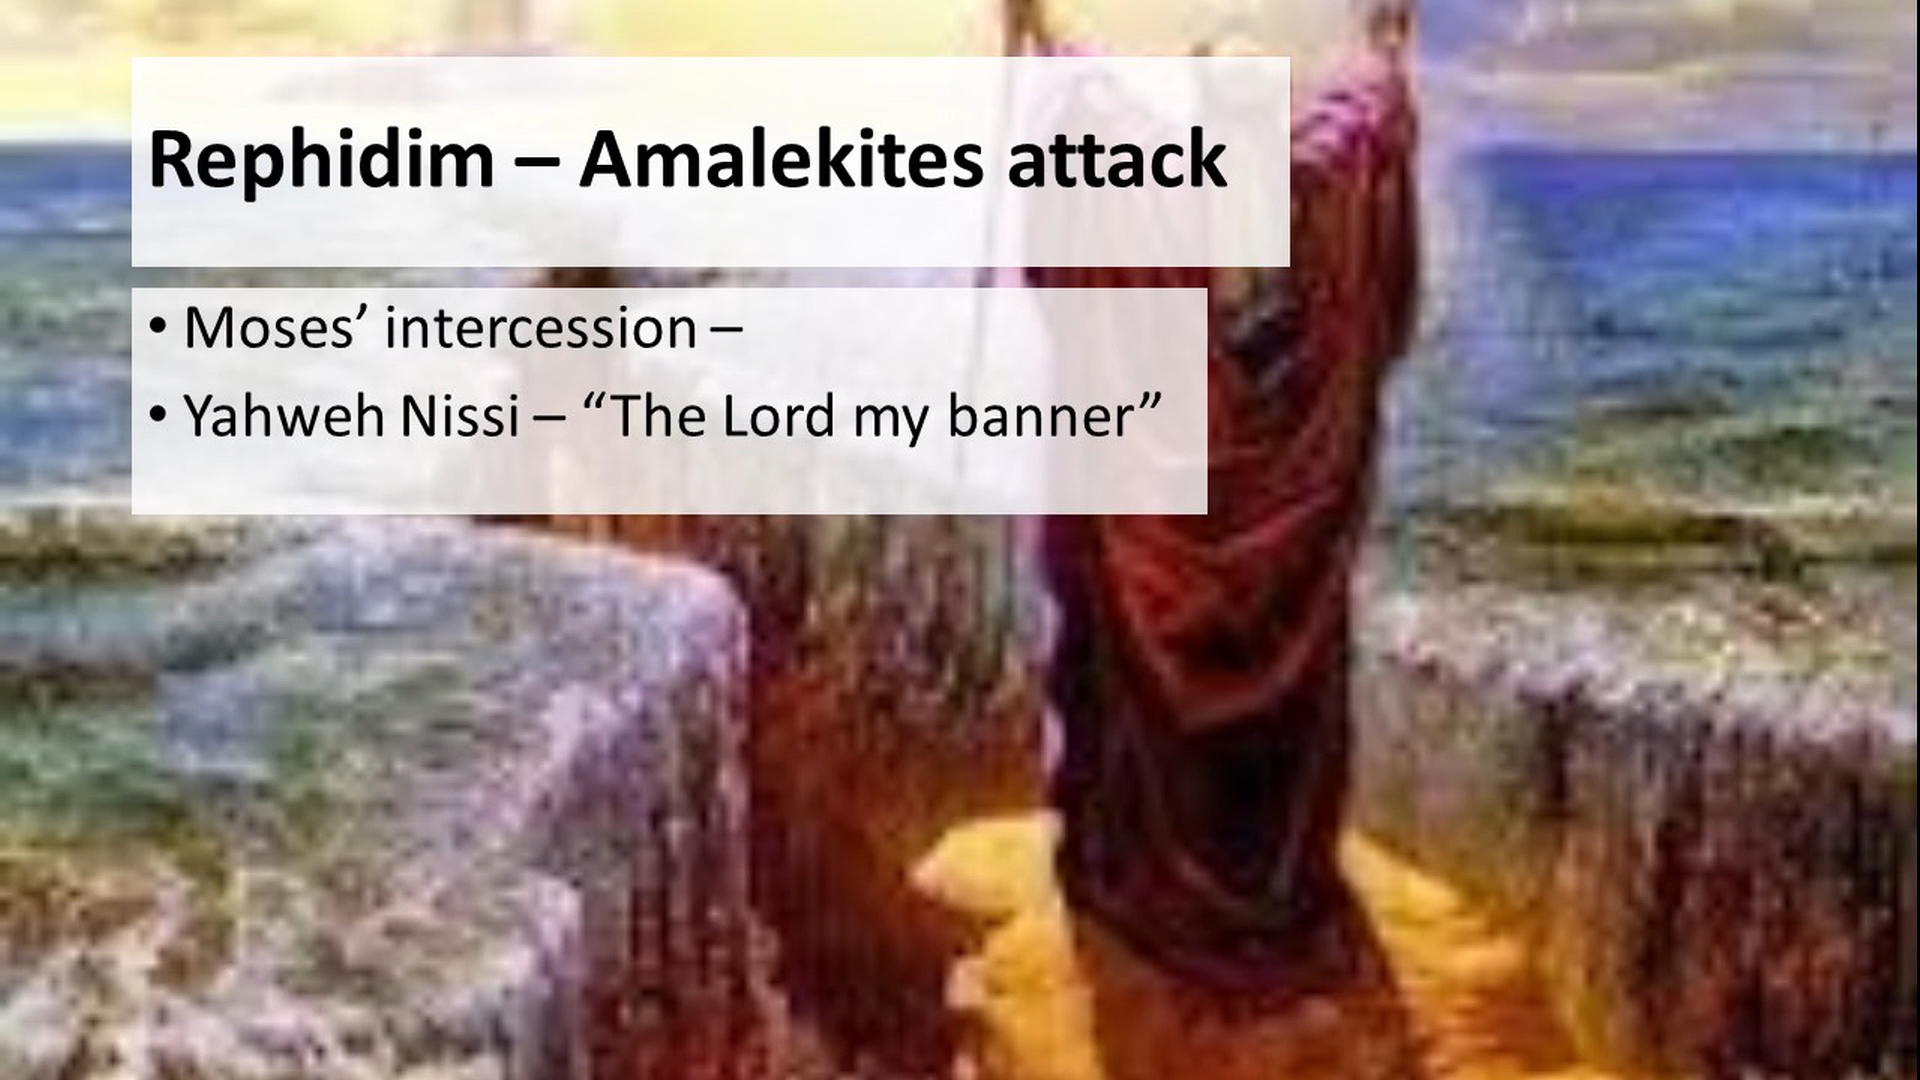 Rephidim – Amalekites attack
• Moses’ intercession –
• Yahweh Nissi – “The Lord my banner”